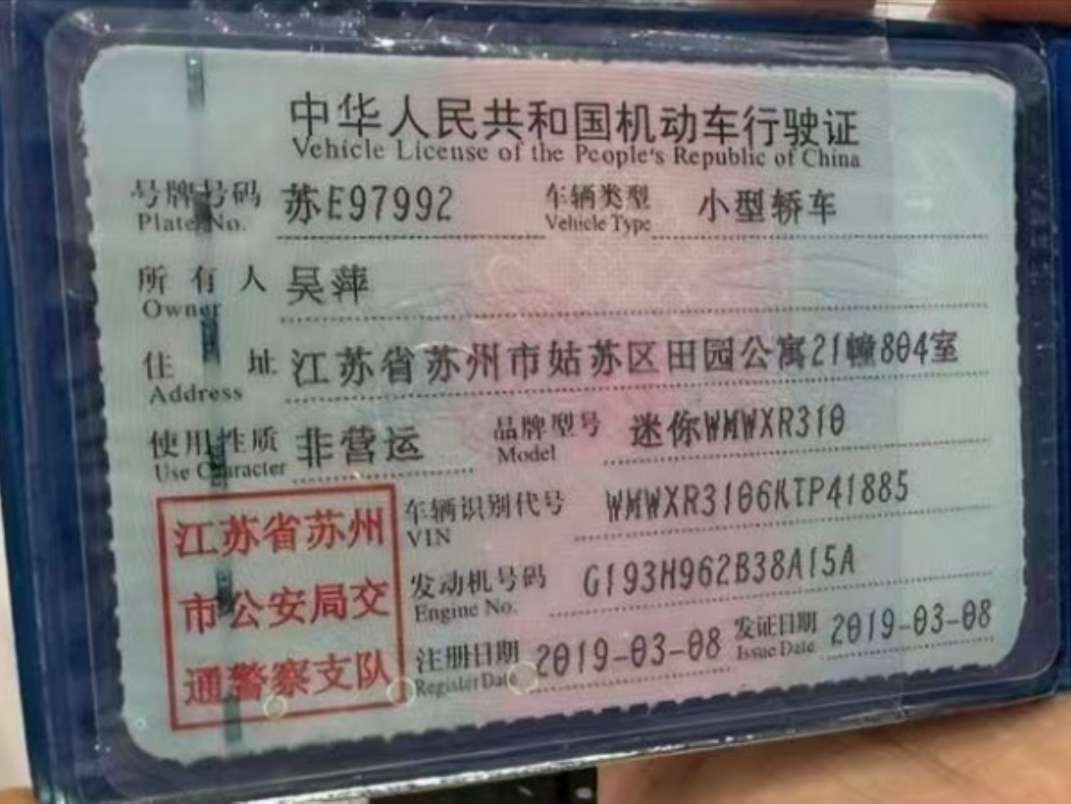 中华人民共和国机动车行驶证
Vehicle License of the People's Republic of China
号牌号码 苏E97992 车辆类型 小型轿车
Plate No. Vehicle Type
所有人 吴萍
Owner
住址 江苏省苏州市姑苏区田园公寓21幢804室
Address
使用性质 非营运 品牌型号 迷你WMWXR310
Use Character Model
江苏省苏州
市公安局交
通警察支队
车辆识别代号 WMWXR3106KTP41885
VIN
发动机号码 G193H962B38A15A
Engine No.
注册日期 2019-03-08 发证日期 2019-03-08
Register Date Issue Date